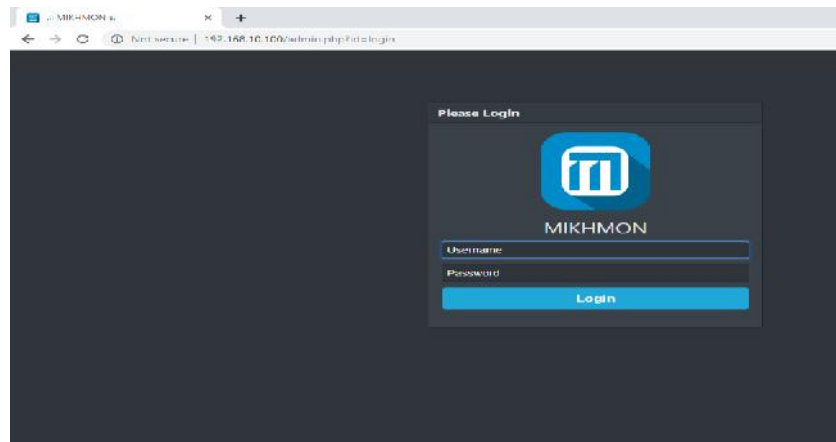 MIKHMON
Not secure | 192.168.10.100/admin.php?id=login
Please Login
MIKHMON
Username
Password
Login